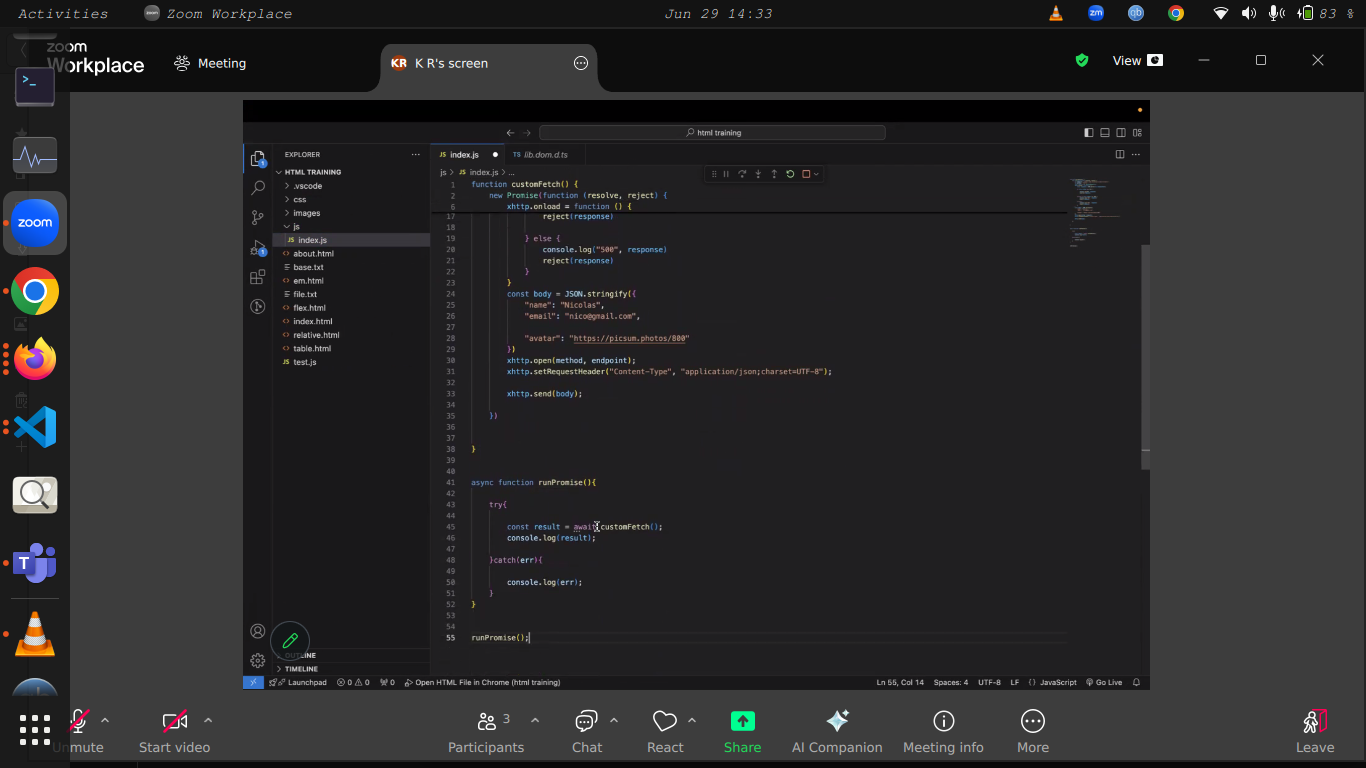 Activities
Zoom Workplace
Jun 29 14:33
83 %
zoom
Workplace
Meeting
KR
K R's screen
View
html training
EXPLORER
HTML TRAINING
.vscode
css
images
js
JS index.js
about.html
base.txt
em.html
file.txt
flex.html
index.html
relative.html
table.html
test.js
OUTLINE
TIMELINE
JS index.js
TS lib.dom.d.ts
js > JS index.js > ...
1 function customFetch() {
2 new Promise(function (resolve, reject) {
6 xhttp.onload = function () {
17 reject(response)
18
19 } else {
20 console.log("500", response)
21 reject(response)
22 }
23 }
24 const body = JSON.stringify({
25 "name": "Nicolas",
26 "email": "nico@gmail.com",
27
28 "avatar": "https://picsum.photos/800"
29 })
30 xhttp.open(method, endpoint);
31 xhttp.setRequestHeader("Content-Type", "application/json;charset=UTF-8");
32
33 xhttp.send(body);
34
35 })
36
37
38 }
39
40
41 async function runPromise(){
42
43 try{
44
45 const result = await customFetch();
46 console.log(result);
47
48 }catch(err){
49
50 console.log(err);
51 }
52 }
53
54
55 runPromise();
Launchpad
0 0
0
Open HTML File in Chrome (html training)
Ln 55, Col 14
Spaces: 4
UTF-8
LF
{} JavaScript
Go Live
Unmute
Start video
Participants
3
Chat
React
Share
AI Companion
Meeting info
More
Leave